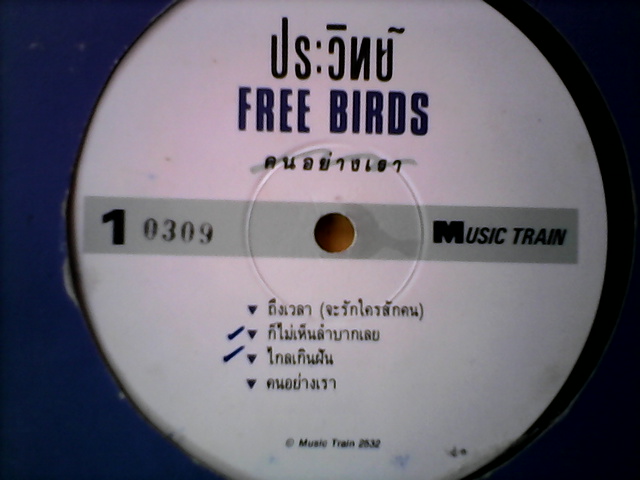 ประวิทย์
FREE BIRDS
คนอย่างเรา
1 0309 MUSIC TRAIN
ถึงเวลา (จะรักใครสักคน)
ก็ไม่เห็นลำบากเลย
ไกลเกินฝัน
คนอย่างเรา
© Music Train 2532